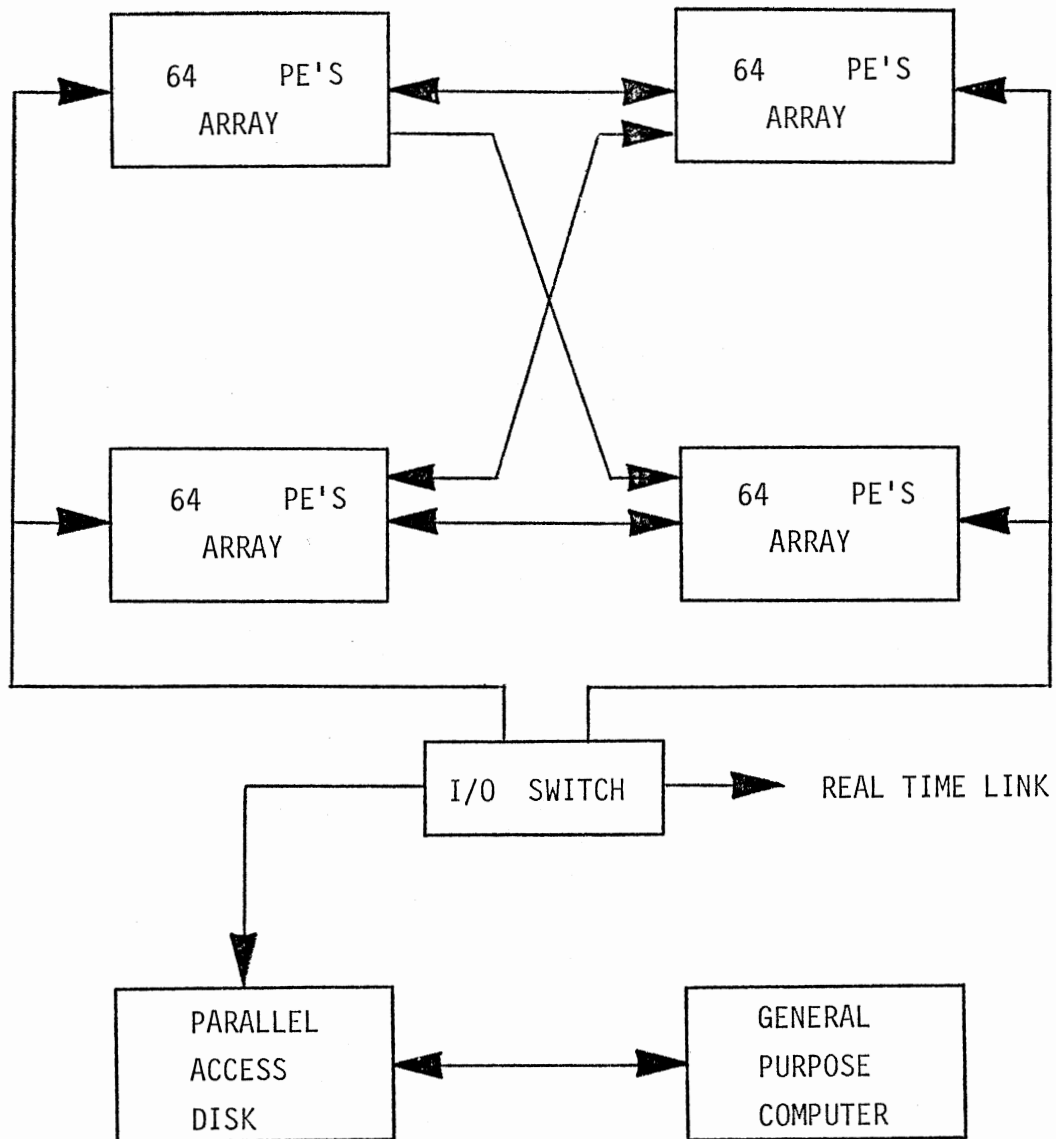 64 PE'S
ARRAY
64 PE'S
ARRAY
64 PE'S
ARRAY
64 PE'S
ARRAY
I/O SWITCH
REAL TIME LINK
PARALLEL
ACCESS
DISK
GENERAL
PURPOSE
COMPUTER